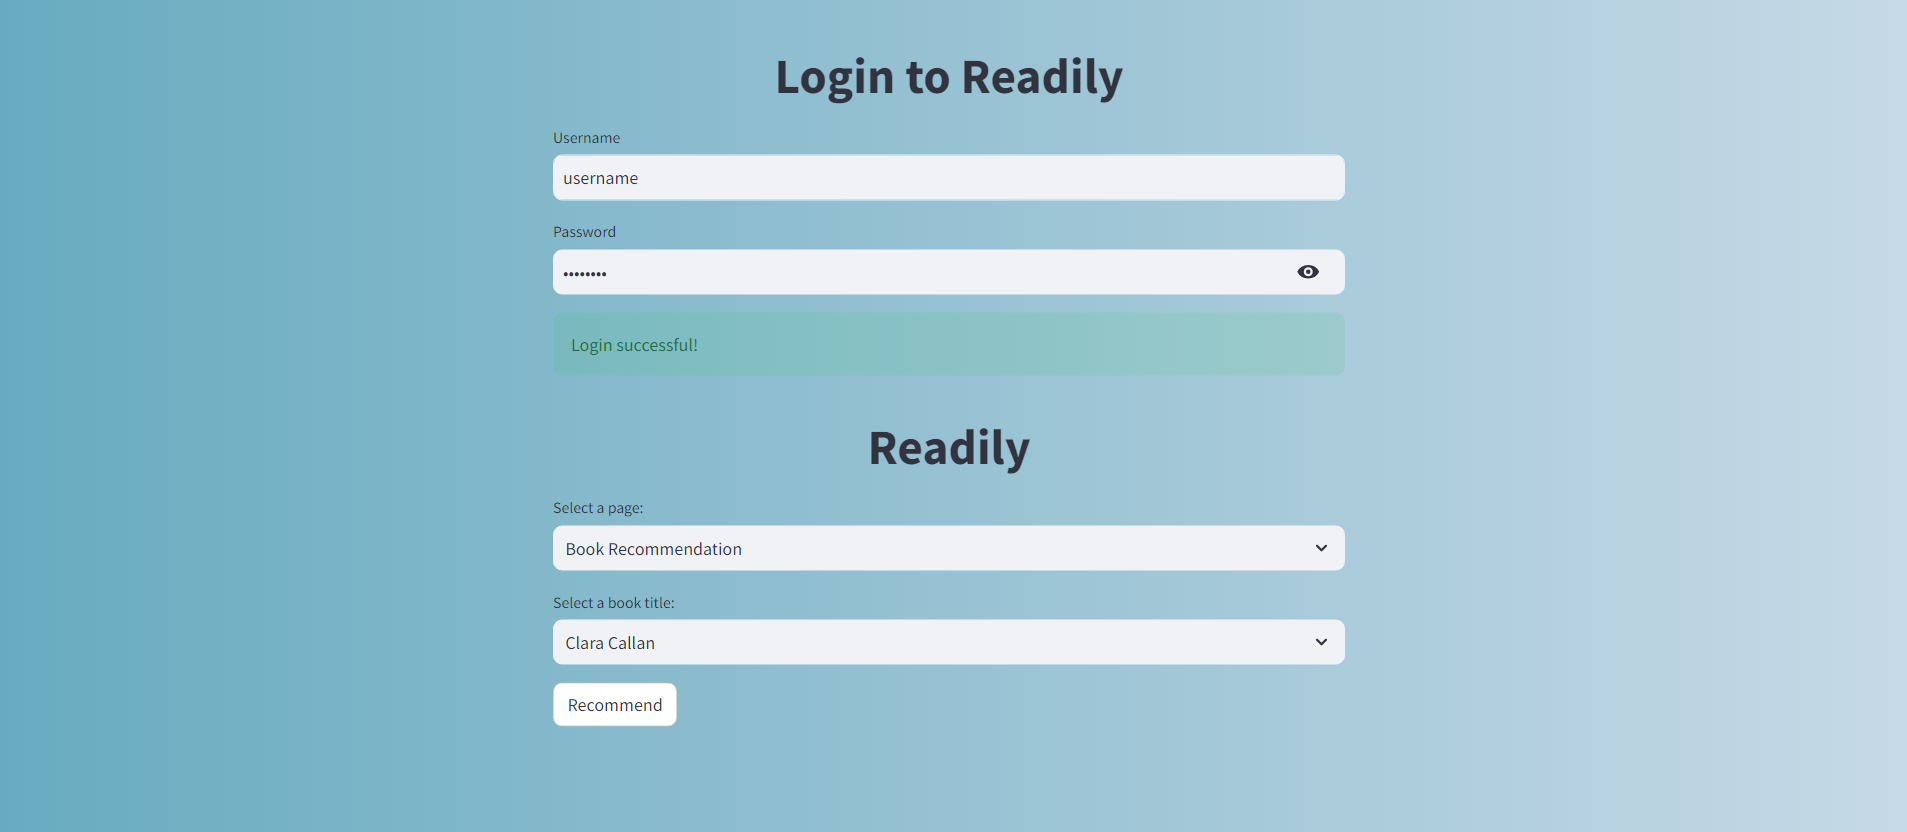 Login to Readily
Username
username
Password
••••••••
Login successful!
Readily
Select a page:
Book Recommendation
Select a book title:
Clara Callan
Recommend